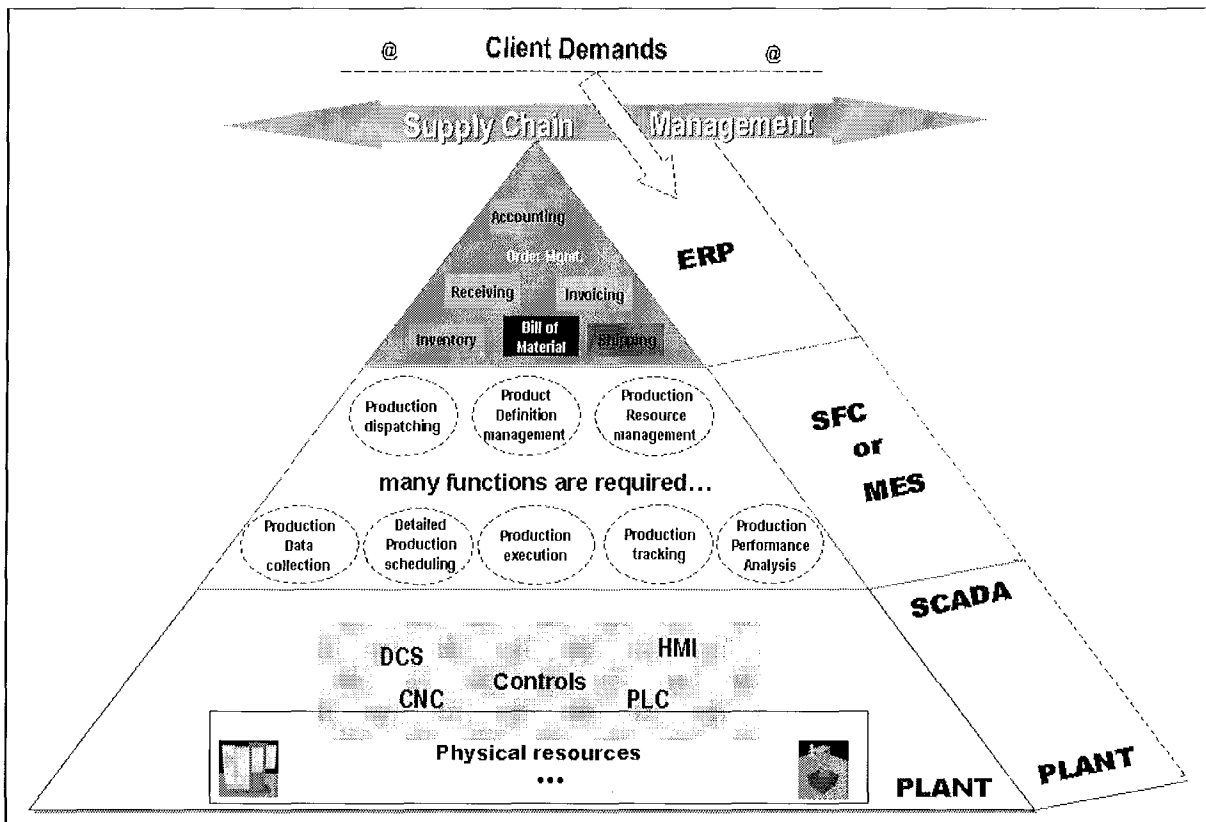 @ Client Demands @
Supply Chain Management
Accounting
Order Mgmt.
Receiving Invoicing
Inventory
Bill of
Material
Shipping
ERP
Production
dispatching
Product
Definition
management
Production
Resource
management
SFC
or
MES
many functions are required...
Production
Data
collection
Detailed
Production
scheduling
Production
execution
Production
tracking
Production
Performance
Analysis
SCADA
DCS
HMI
Controls
CNC
PLC
Physical resources
...
PLANT
PLANT